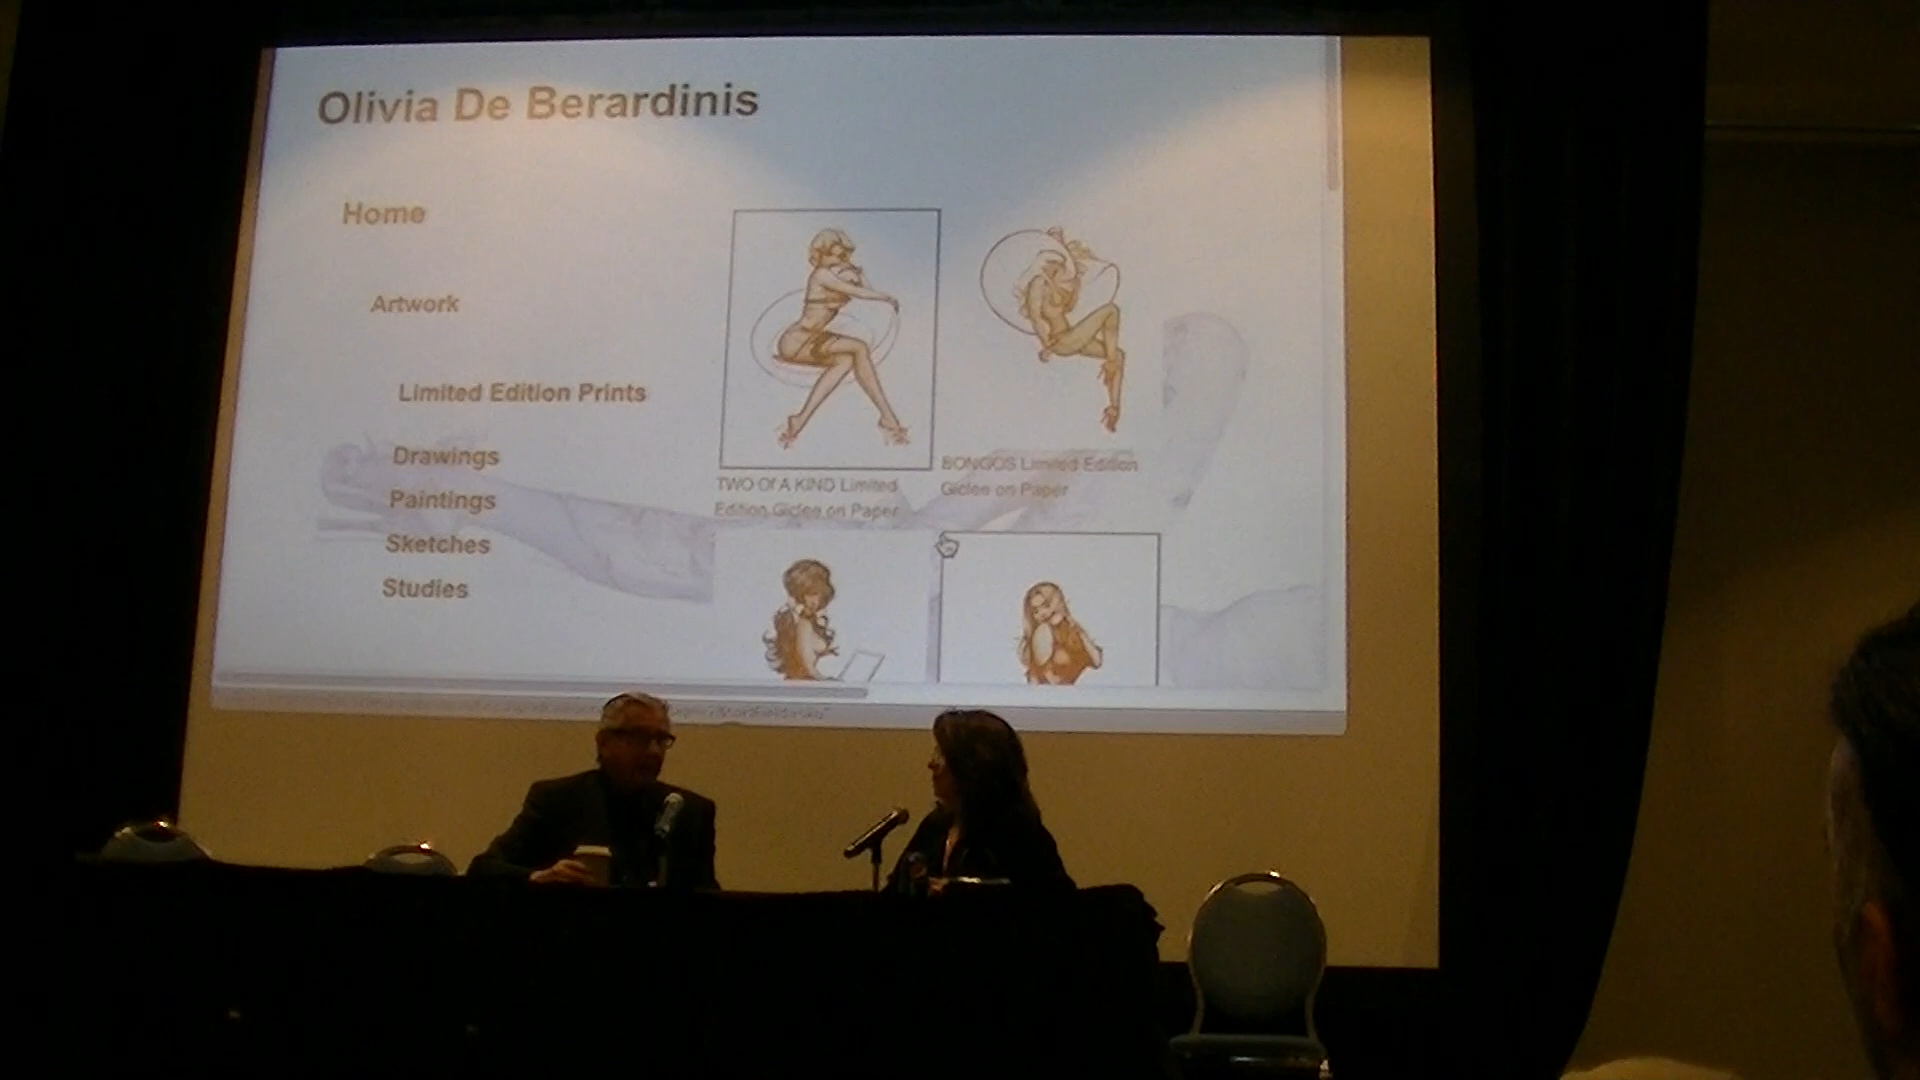 Olivia De Berardinis
Home
Artwork
Limited Edition Prints
Drawings
Paintings
Sketches
Studies
TWO Of A KIND Limited
Edition Giclee on Paper
BONGOS Limited Edition
Giclee on Paper